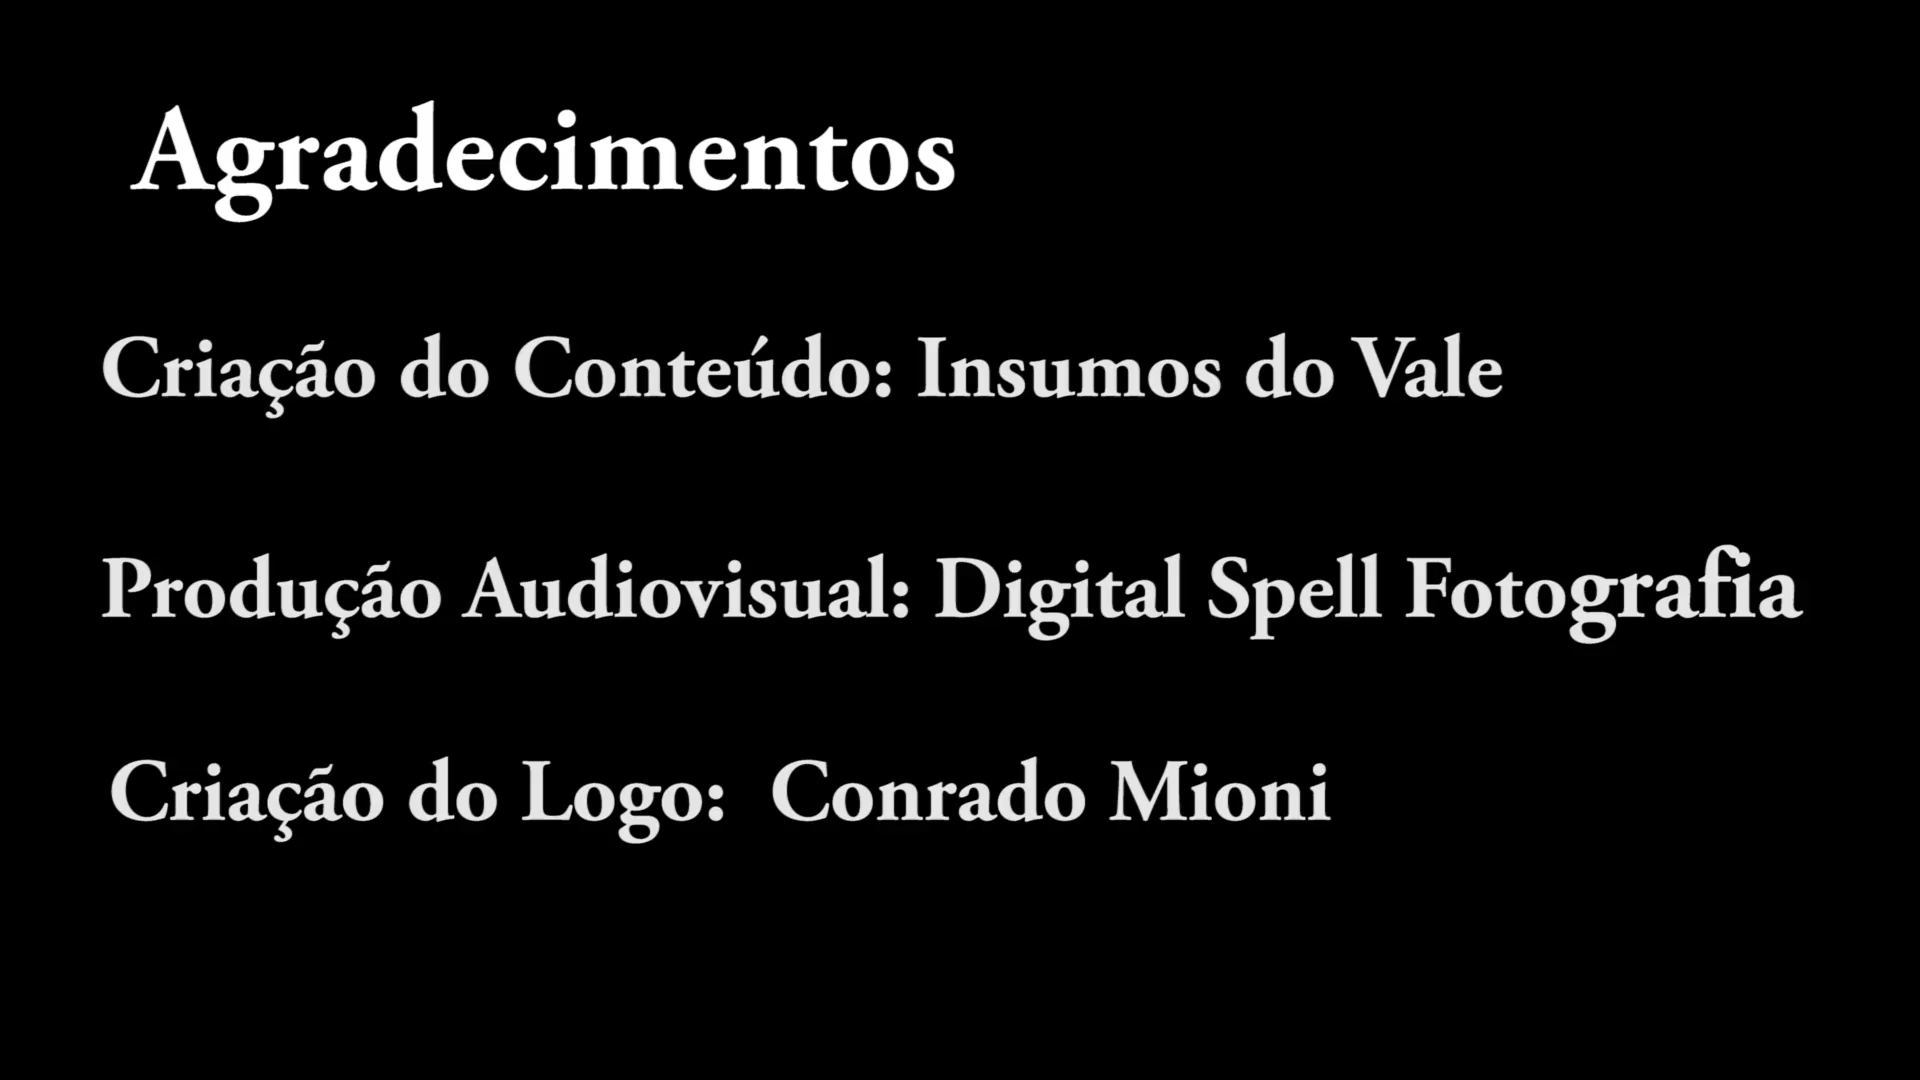 Agradecimentos
Criação do Conteúdo: Insumos do Vale
Produção Audiovisual: Digital Spell Fotografia
Criação do Logo:  Conrado Mioni